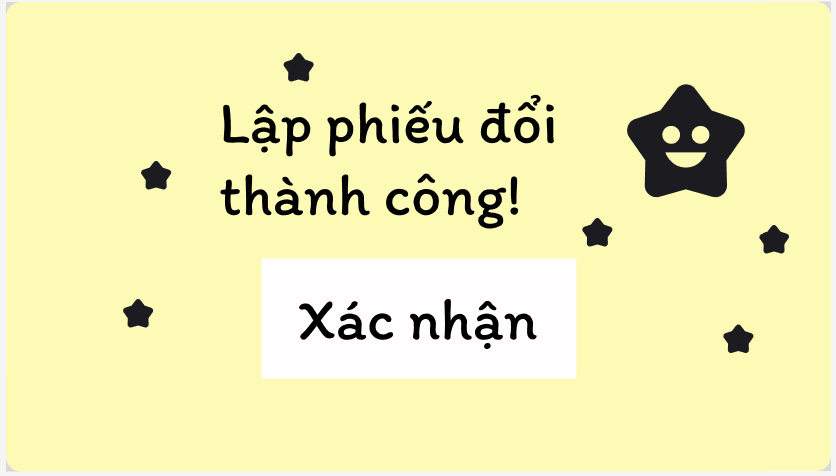 Lập phiếu đổi
thành công!
Xác nhận